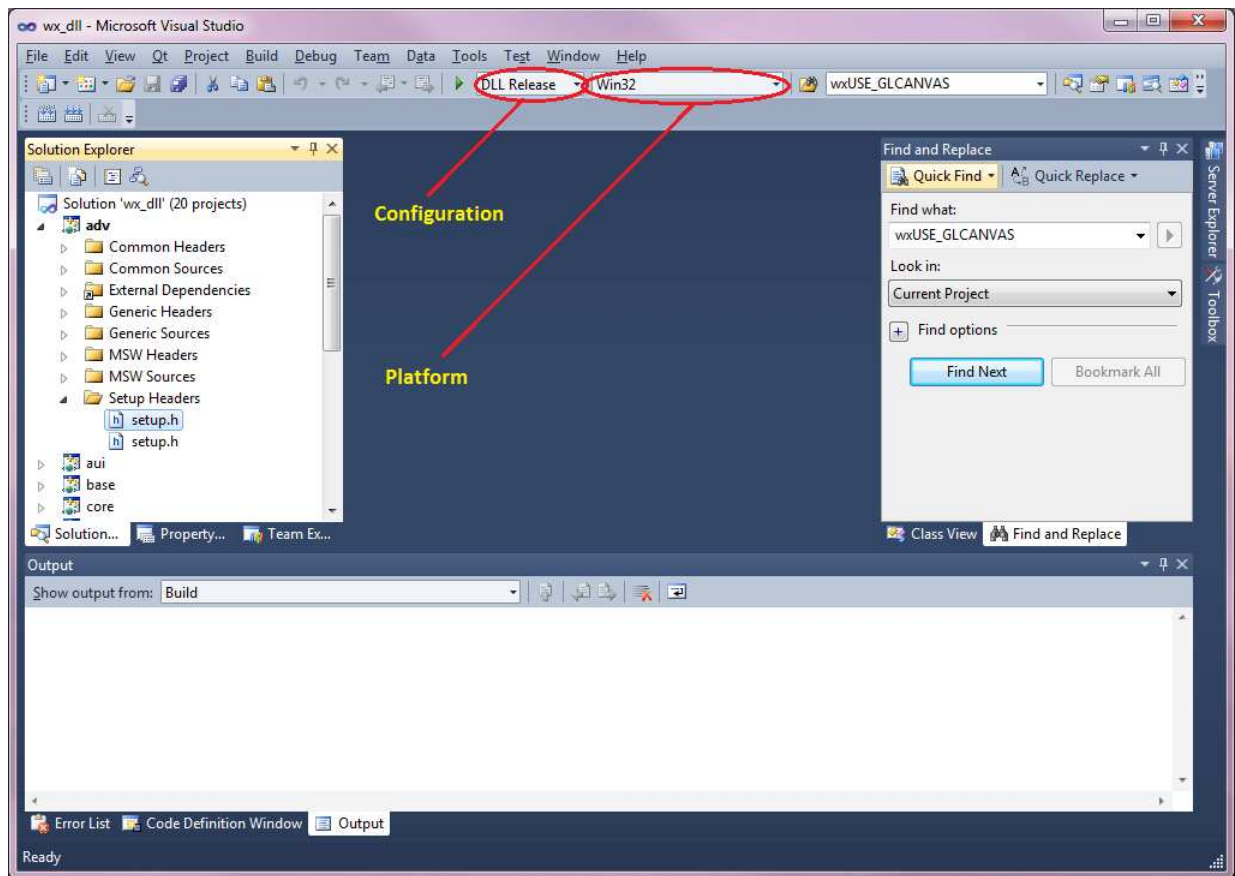 wx_dll - Microsoft Visual Studio
File Edit View Qt Project Build Debug Team Data Tools Test Window Help
DLL Release Win32 wxUSE_GLCANVAS
Solution Explorer
Solution 'wx_dll' (20 projects)
adv
Common Headers
Common Sources
External Dependencies
Generic Headers
Generic Sources
MSW Headers
MSW Sources
Setup Headers
setup.h
setup.h
aui
base
core
Solution... Property... Team Ex...
Configuration
Platform
Find and Replace
Quick Find Quick Replace
Find what:
wxUSE_GLCANVAS
Look in:
Current Project
Find options
Find Next Bookmark All
Class View Find and Replace
Server Explorer
Toolbox
Output
Show output from: Build
Error List Code Definition Window Output
Ready